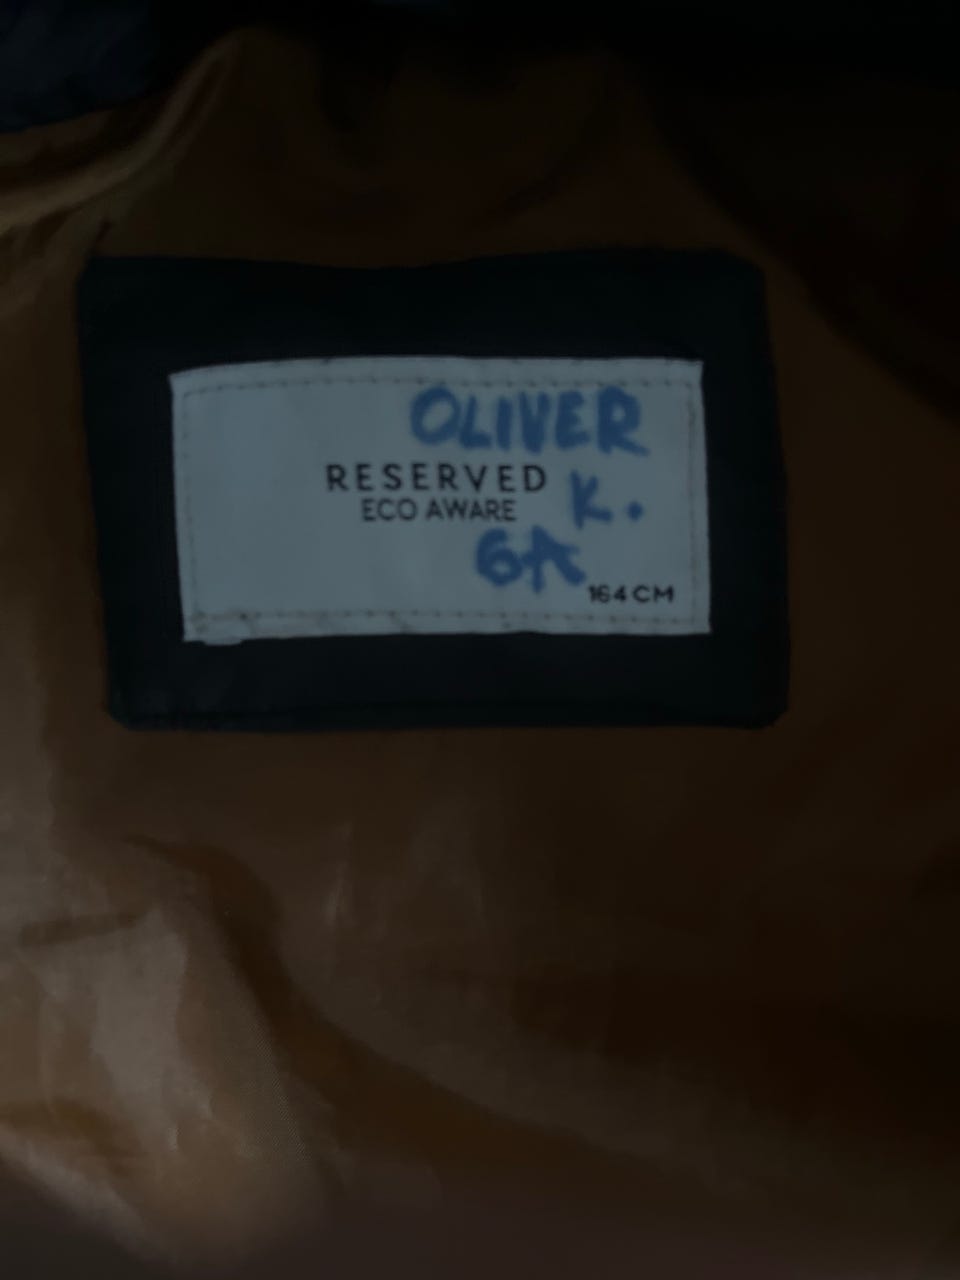 OLIVER
RESERVED
K.
ECO AWARE
6A
164 CM